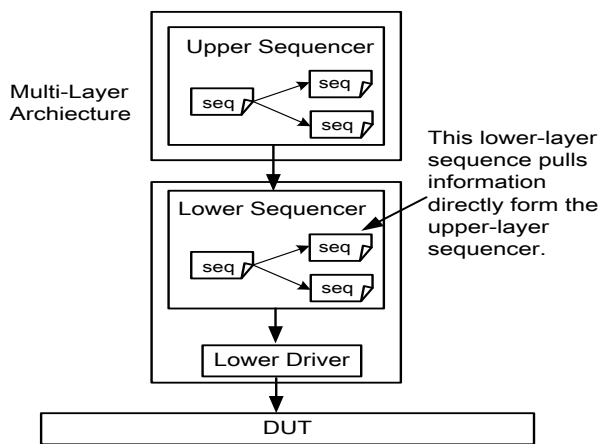 Upper Sequencer
seq
seq
seq
Multi-Layer
Archiecture
This lower-layer
sequence pulls
information
directly form the
upper-layer
sequencer.
Lower Sequencer
seq
seq
seq
Lower Driver
DUT